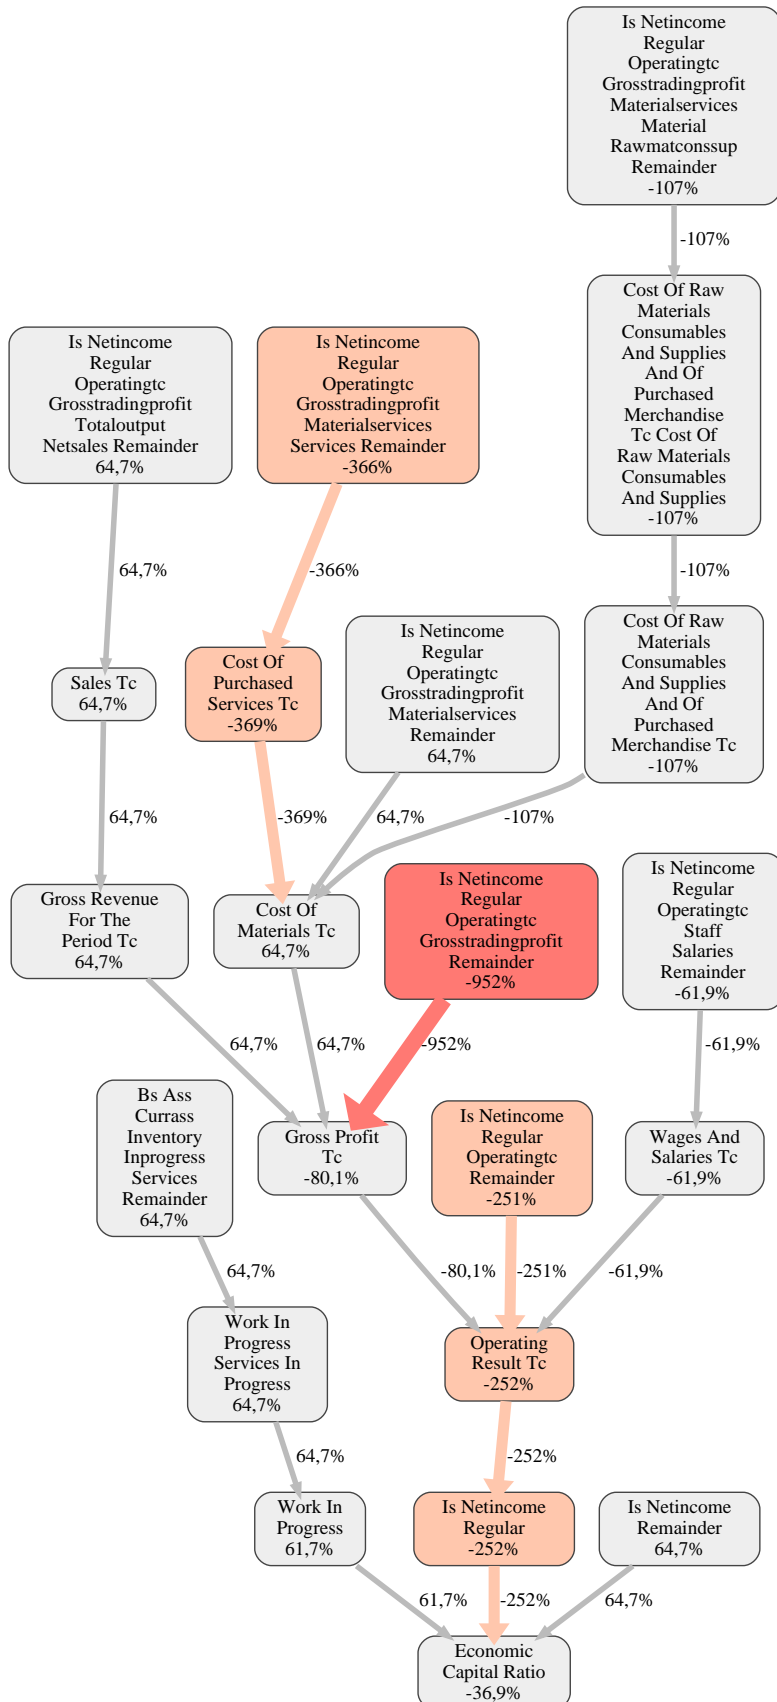 Is Netincome
Regular
Operatingtc
Grosstradingprofit
Materialservices
Material
Rawmatconssup
Remainder
-107%
-107%
Cost Of Raw
Materials
Consumables
And Supplies
And Of
Purchased
Merchandise
Tc Cost Of
Raw Materials
Consumables
And Supplies
-107%
Is Netincome
Regular
Operatingtc
Grosstradingprofit
Totaloutput
Netsales Remainder
64,7%
Is Netincome
Regular
Operatingtc
Grosstradingprofit
Materialservices
Services Remainder
-366%
64,7%
-366%
-107%
Sales Tc
64,7%
Cost Of
Purchased
Services Tc
-369%
Is Netincome
Regular
Operatingtc
Grosstradingprofit
Materialservices
Remainder
64,7%
Cost Of Raw
Materials
Consumables
And Supplies
And Of
Purchased
Merchandise Tc
-107%
64,7%
-369%
64,7%
-107%
Gross Revenue
For The
Period Tc
64,7%
Cost Of
Materials Tc
64,7%
Is Netincome
Regular
Operatingtc
Grosstradingprofit
Remainder
-952%
Is Netincome
Regular
Operatingtc
Staff
Salaries
Remainder
-61,9%
64,7%
64,7%
-952%
-61,9%
Bs Ass
Currass
Inventory
Inprogress
Services
Remainder
64,7%
Gross Profit
Tc
-80,1%
Is Netincome
Regular
Operatingtc
Remainder
-251%
Wages And
Salaries Tc
-61,9%
64,7%
-80,1%
-251%
-61,9%
Work In
Progress
Services In
Progress
64,7%
Operating
Result Tc
-252%
64,7%
-252%
Work In
Progress
61,7%
Is Netincome
Regular
-252%
Is Netincome
Remainder
64,7%
61,7%
-252%
64,7%
Economic
Capital Ratio
-36,9%